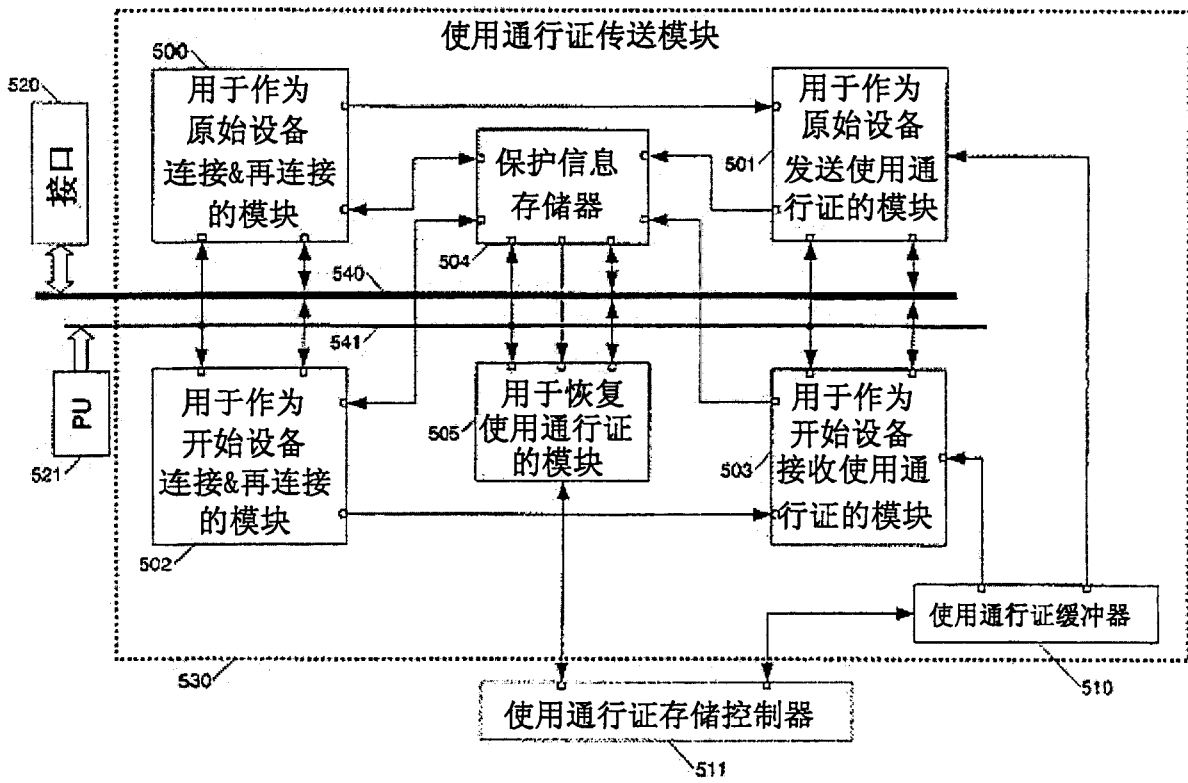 使用通行证传送模块
500
用于作为
原始设备
连接&再连接
的模块
520
接口
保护信息
存储器
504
用于作为
原始设备
发送使用通
行证的模块
501
540
541
PU
521
用于作为
开始设备
连接&再连接
的模块
502
用于恢复
使用通行证
的模块
505
用于作为
开始设备
接收使用通
行证的模块
503
使用通行证缓冲器
510
530
使用通行证存储控制器
511